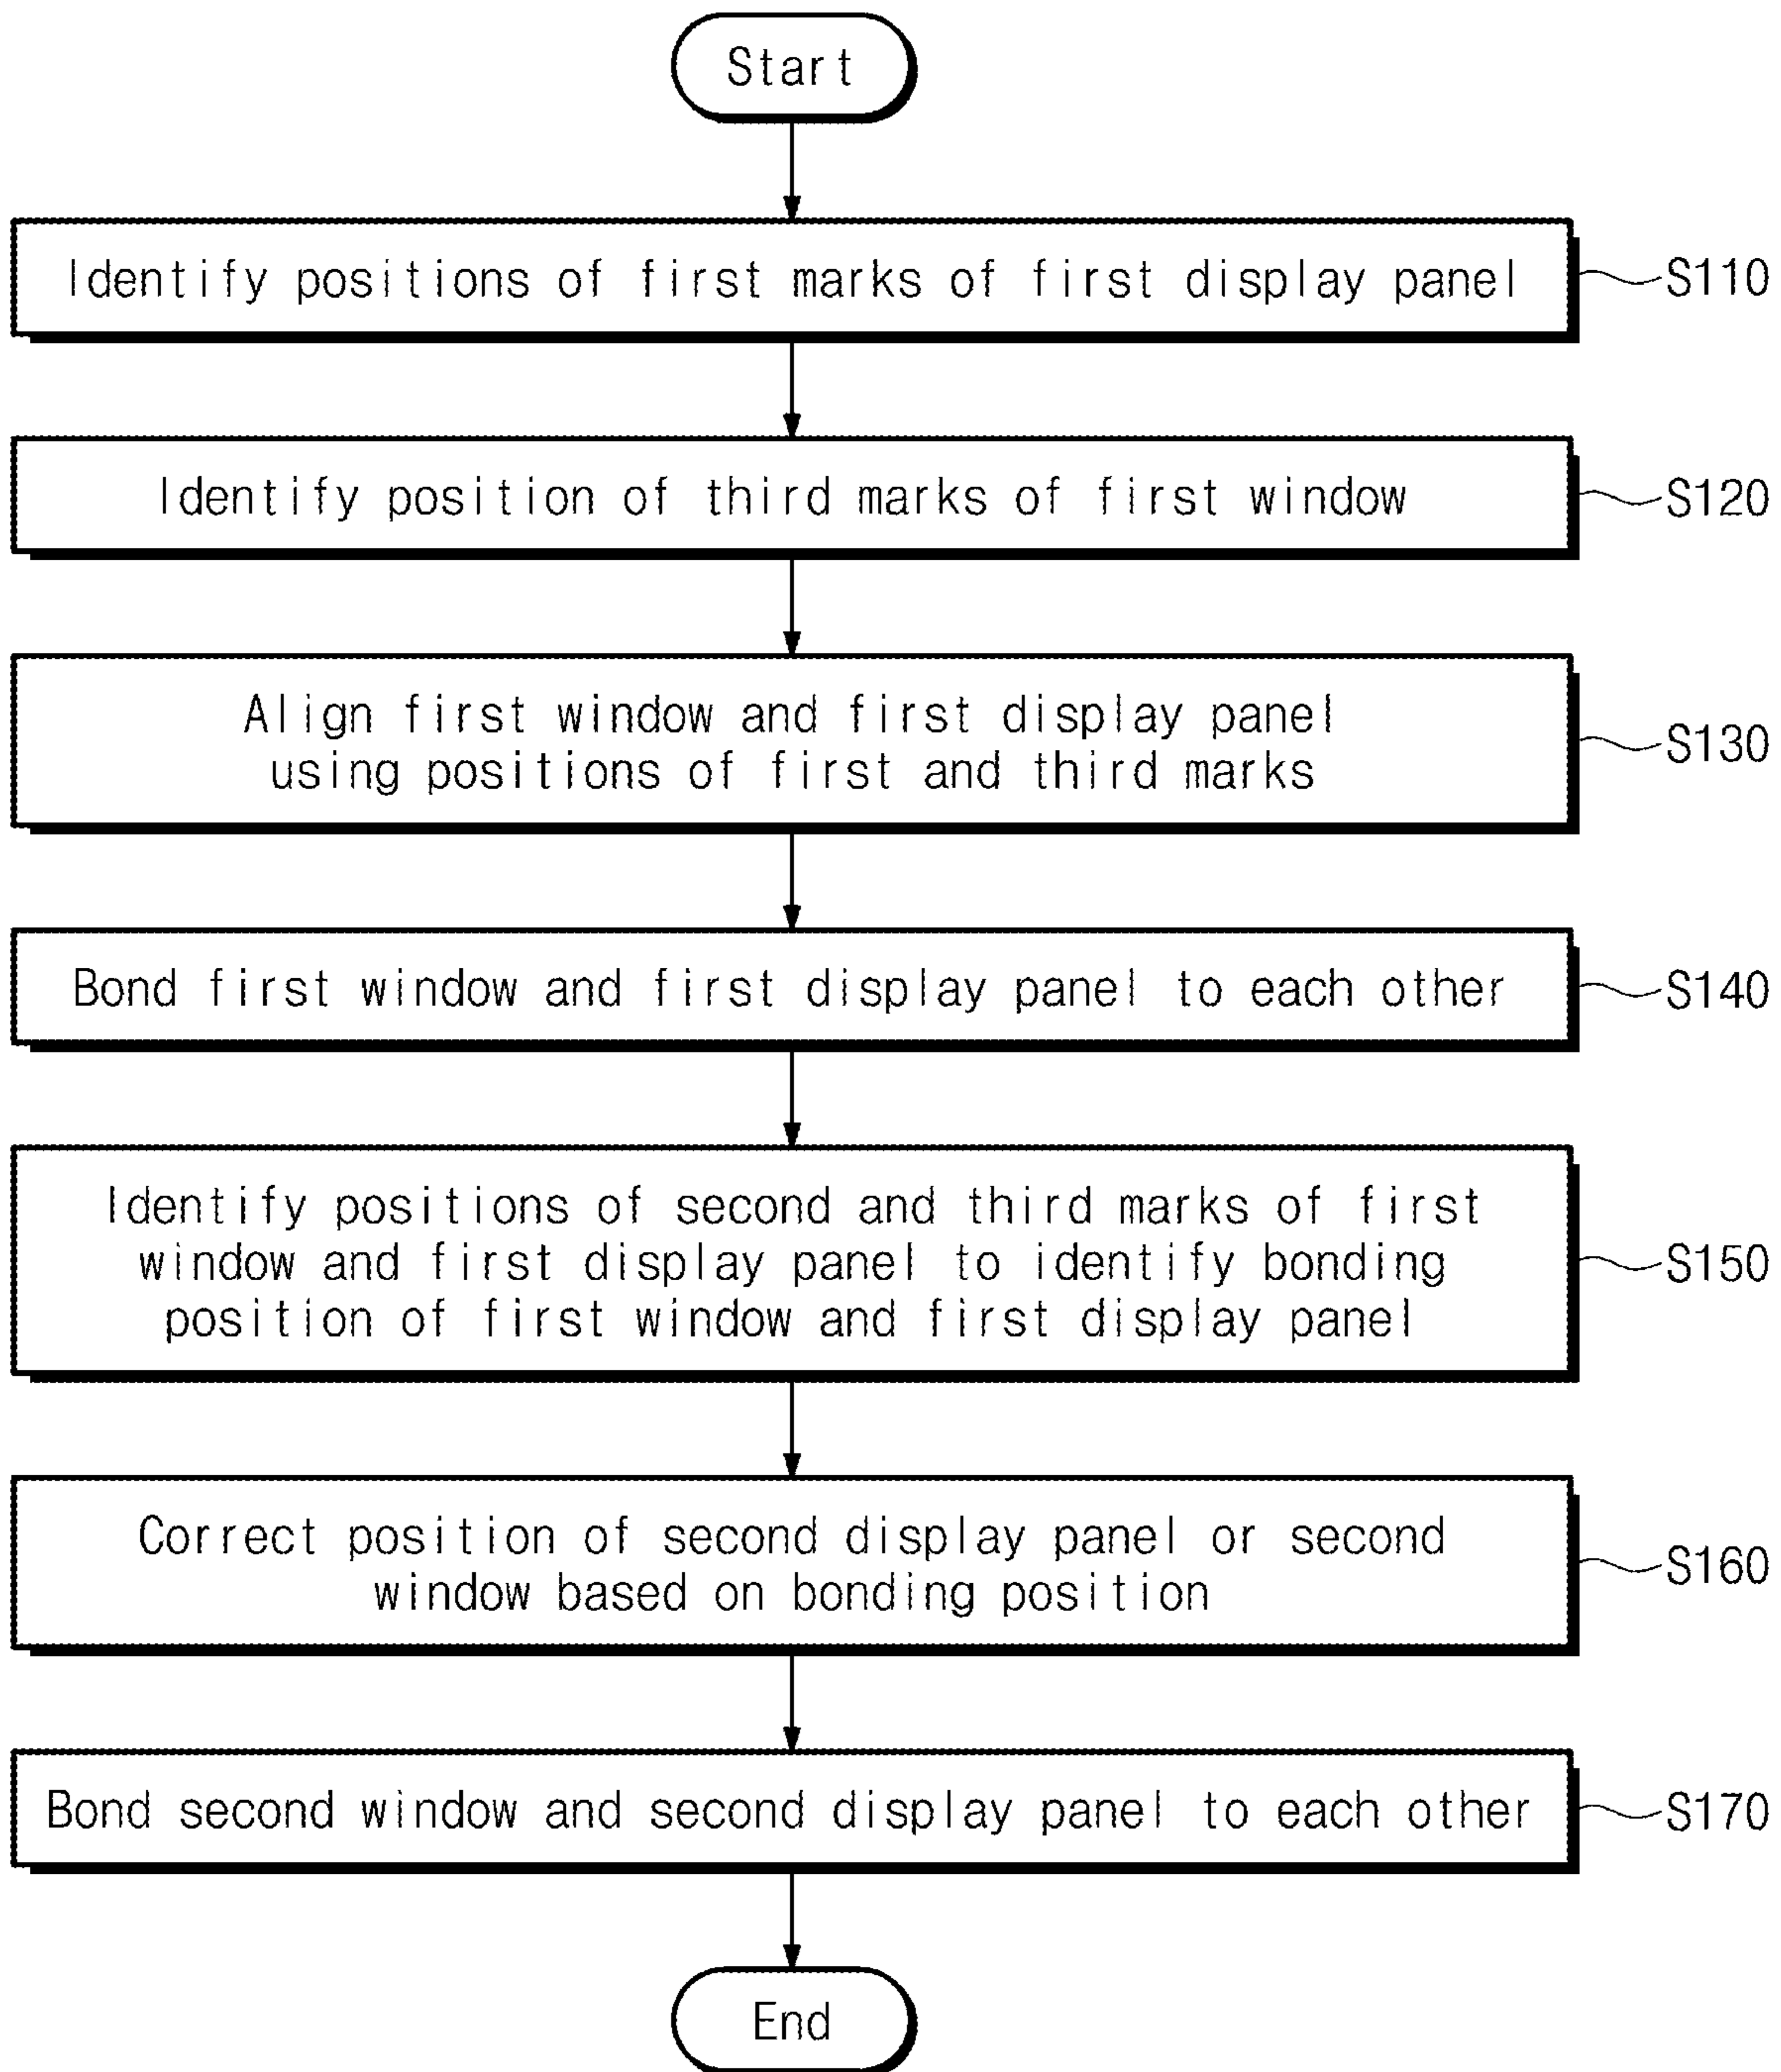 Start
Identify positions of first marks of first display panel
S110
Identify position of third marks of first window
S120
Align first window and first display panel
using positions of first and third marks
S130
Bond first window and first display panel to each other
S140
Identify positions of second and third marks of first
window and first display panel to identify bonding
position of first window and first display panel
S150
Correct position of second display panel or second
window based on bonding position
S160
Bond second window and second display panel to each other
S170
End